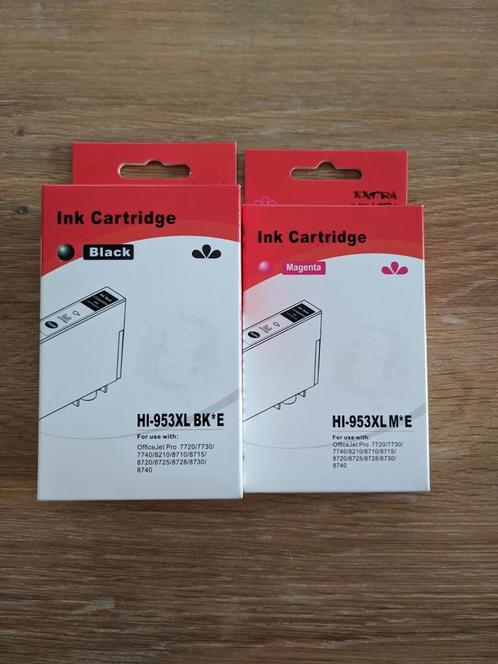 Ink Cartridge
Black
HI-953XL BK*E
For use with:
OfficeJet Pro 7720/7730/
7740/8210/8710/8715/
8720/8725/8728/8730/
8740
EXTRA
Ink Cartridge
Magenta
HI-953XL M*E
For use with:
OfficeJet Pro 7720/7730/
7740/8210/8710/8715/
8720/8725/8728/8730/
8740